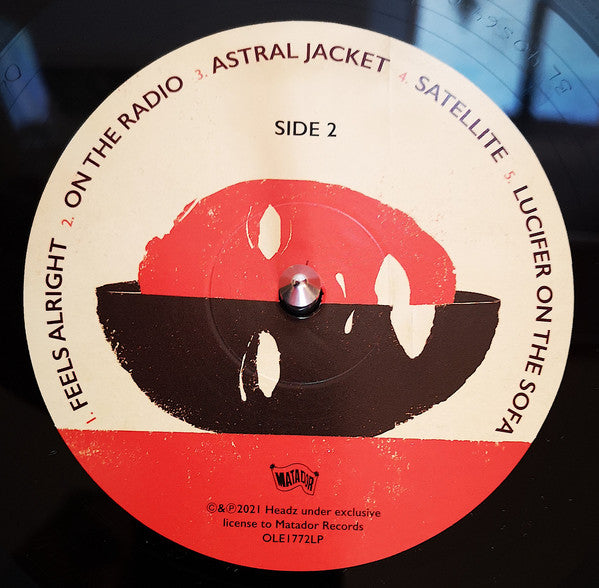 1. FEELS ALRIGHT 2. ON THE RADIO 3. ASTRAL JACKET 4. SATELLITE 5. LUCIFER ON THE SOFA
SIDE 2
MATADOR
©&℗2021 Headz under exclusive
license to Matador Records
OLE1772LP